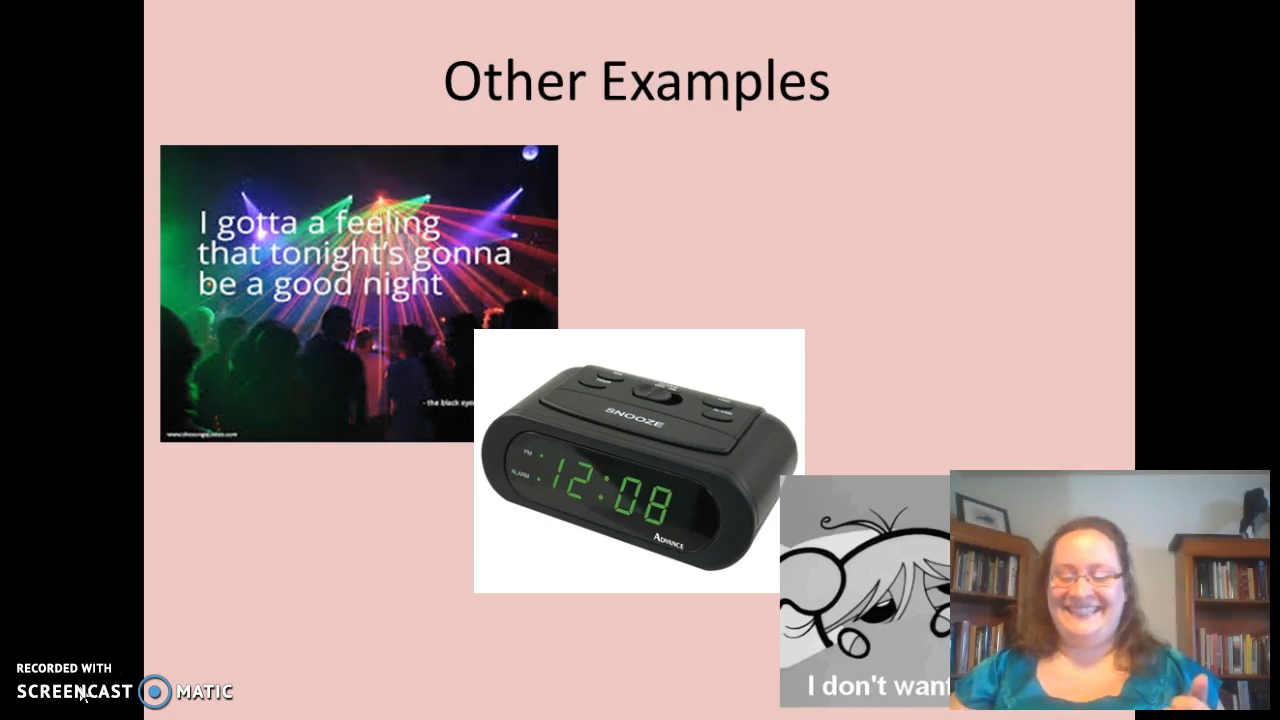 Other Examples
I gotta a feeling
that tonight's gonna
be a good night
- the black eye
SNOOZE
PM
ALARM
12:08
ADVANCE
I don't want
RECORDED WITH
SCREENCAST MATIC